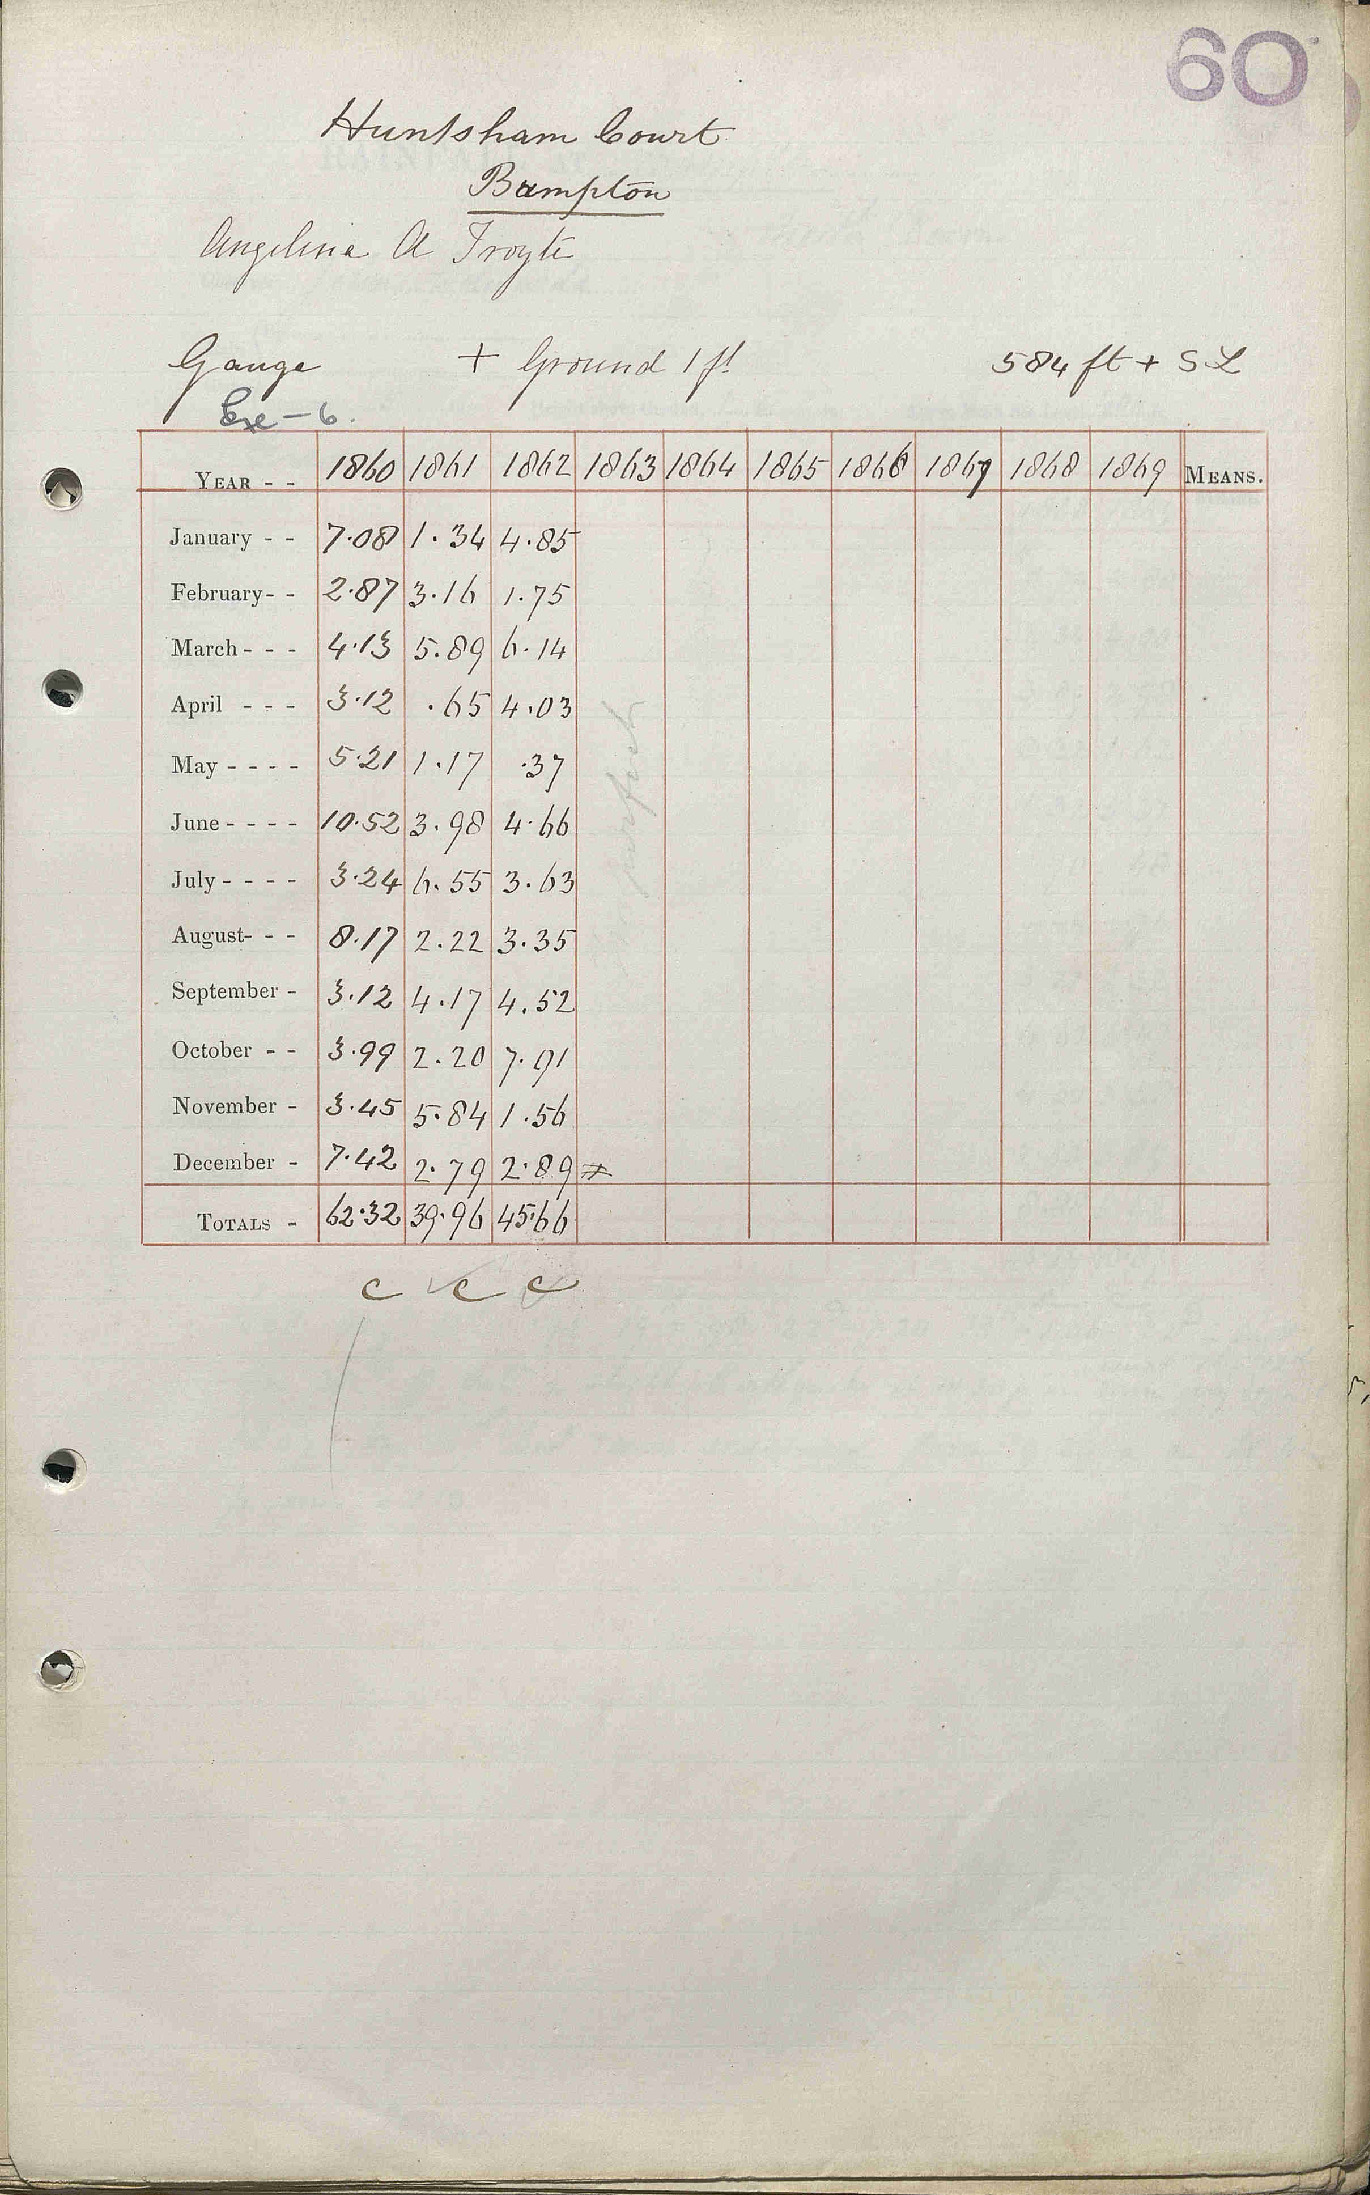 60
Huntsham Court
Bampton
Angelina A Troyte
Gauge + Ground 1 ft 584 ft + S L
Exe - 6.
YEAR - - 1860 1861 1862 1863 1864 1865 1866 1867 1868 1869 MEANS.
January - - 7.08 1.34 4.85
February - - 2.87 3.16 1.75
March - - - 4.13 5.89 6.14
April - - - 3.12 .65 4.03
May - - - - 5.21 1.17 .37
June - - - - 10.52 3.98 4.66
July - - - - 3.24 6.55 3.63
August - - - 8.17 2.22 3.35
September - 3.12 4.17 4.52
October - - 3.99 2.20 7.91
November - 3.45 5.84 1.56
December - 7.42 2.79 2.89
TOTALS - 62.32 39.96 45.66
c c c